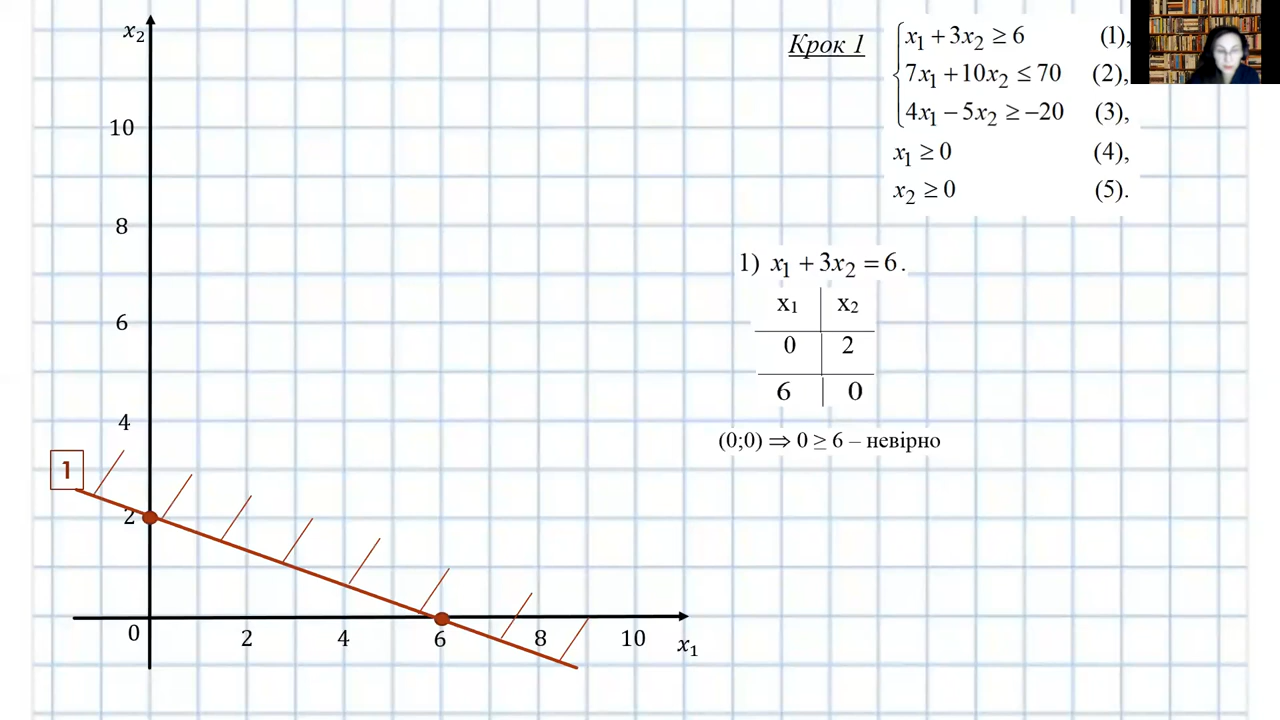 x₂
10
8
6
4
1
2
0 2 4 6 8 10 x₁
Крок 1
x₁ + 3x₂ ≥ 6 (1),
7x₁ + 10x₂ ≤ 70 (2),
4x₁ − 5x₂ ≥ −20 (3),
x₁ ≥ 0 (4),
x₂ ≥ 0 (5).
1) x₁ + 3x₂ = 6.
x₁ x₂
0 2
6 0
(0;0) ⇒ 0 ≥ 6 – невірно